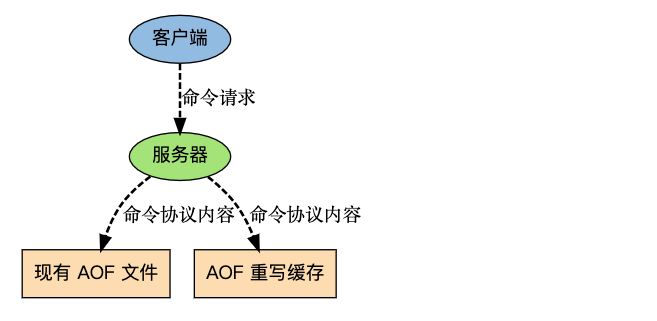 客户端
命令请求
服务器
命令协议内容
命令协议内容
现有 AOF 文件
AOF 重写缓存